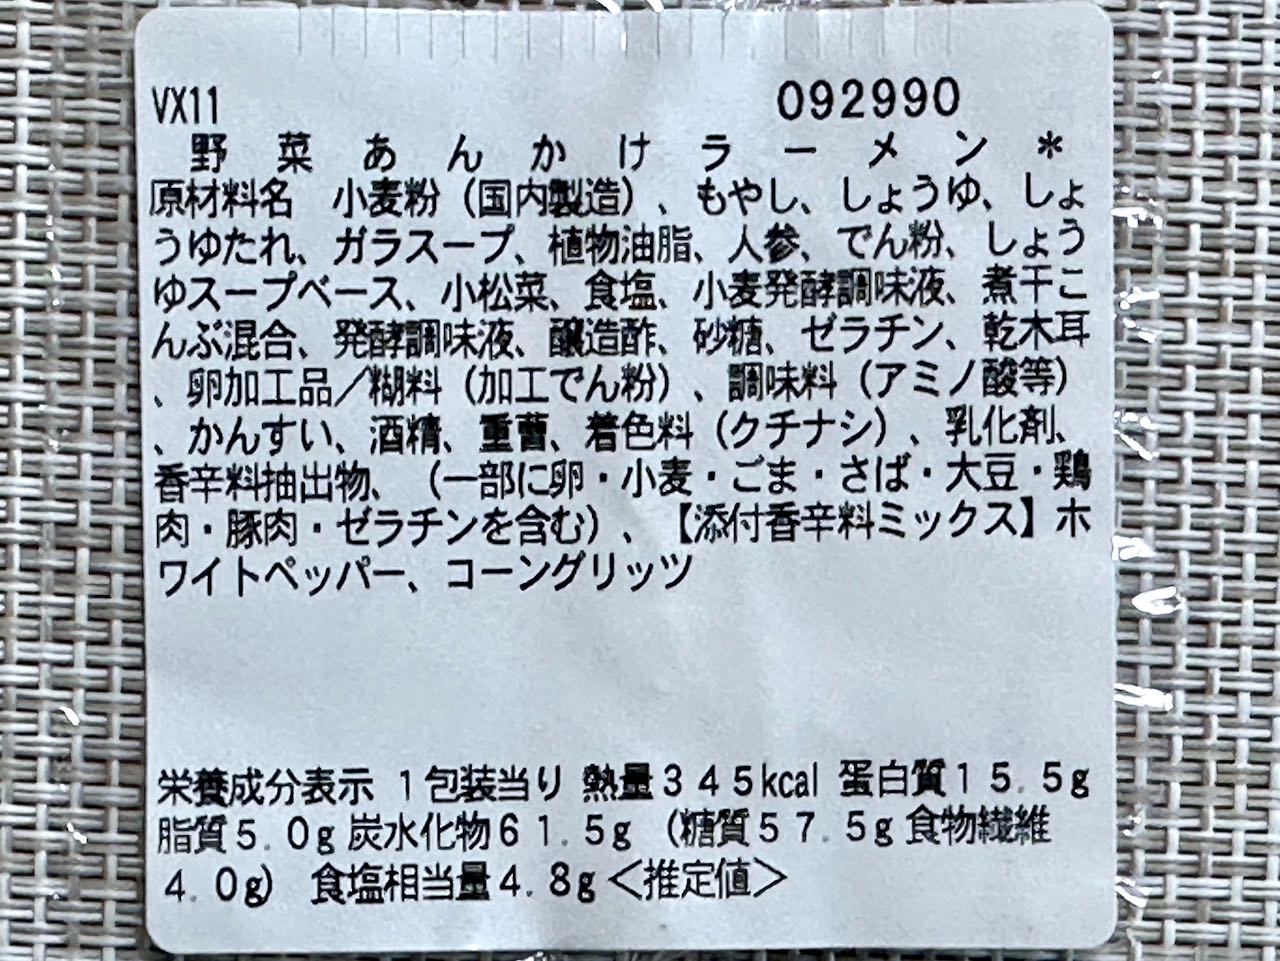 VX11 092990
野菜あんかけラーメン＊
原材料名 小麦粉（国内製造）、もやし、しょうゆ、しょ
うゆたれ、ガラスープ、植物油脂、人参、でん粉、しょう
ゆスープベース、小松菜、食塩、小麦発酵調味液、煮干こ
んぶ混合、発酵調味液、醸造酢、砂糖、ゼラチン、乾木耳
、卵加工品／糊料（加工でん粉）、調味料（アミノ酸等）
、かんすい、酒精、重曹、着色料（クチナシ）、乳化剤、
香辛料抽出物、（一部に卵・小麦・ごま・さば・大豆・鶏
肉・豚肉・ゼラチンを含む）、【添付香辛料ミックス】ホ
ワイトペッパー、コーングリッツ
栄養成分表示 １包装当り 熱量３４５kcal 蛋白質１５．５g
脂質５．０g 炭水化物６１．５g （糖質５７．５g 食物繊維
４．０g） 食塩相当量４．８g＜推定値＞